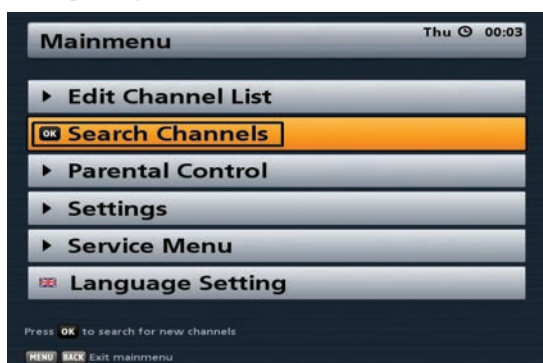 Mainmenu
Thu 00:03
Edit Channel List
OK Search Channels
Parental Control
Settings
Service Menu
Language Setting
Press OK to search for new channels
MENU BACK Exit mainmenu